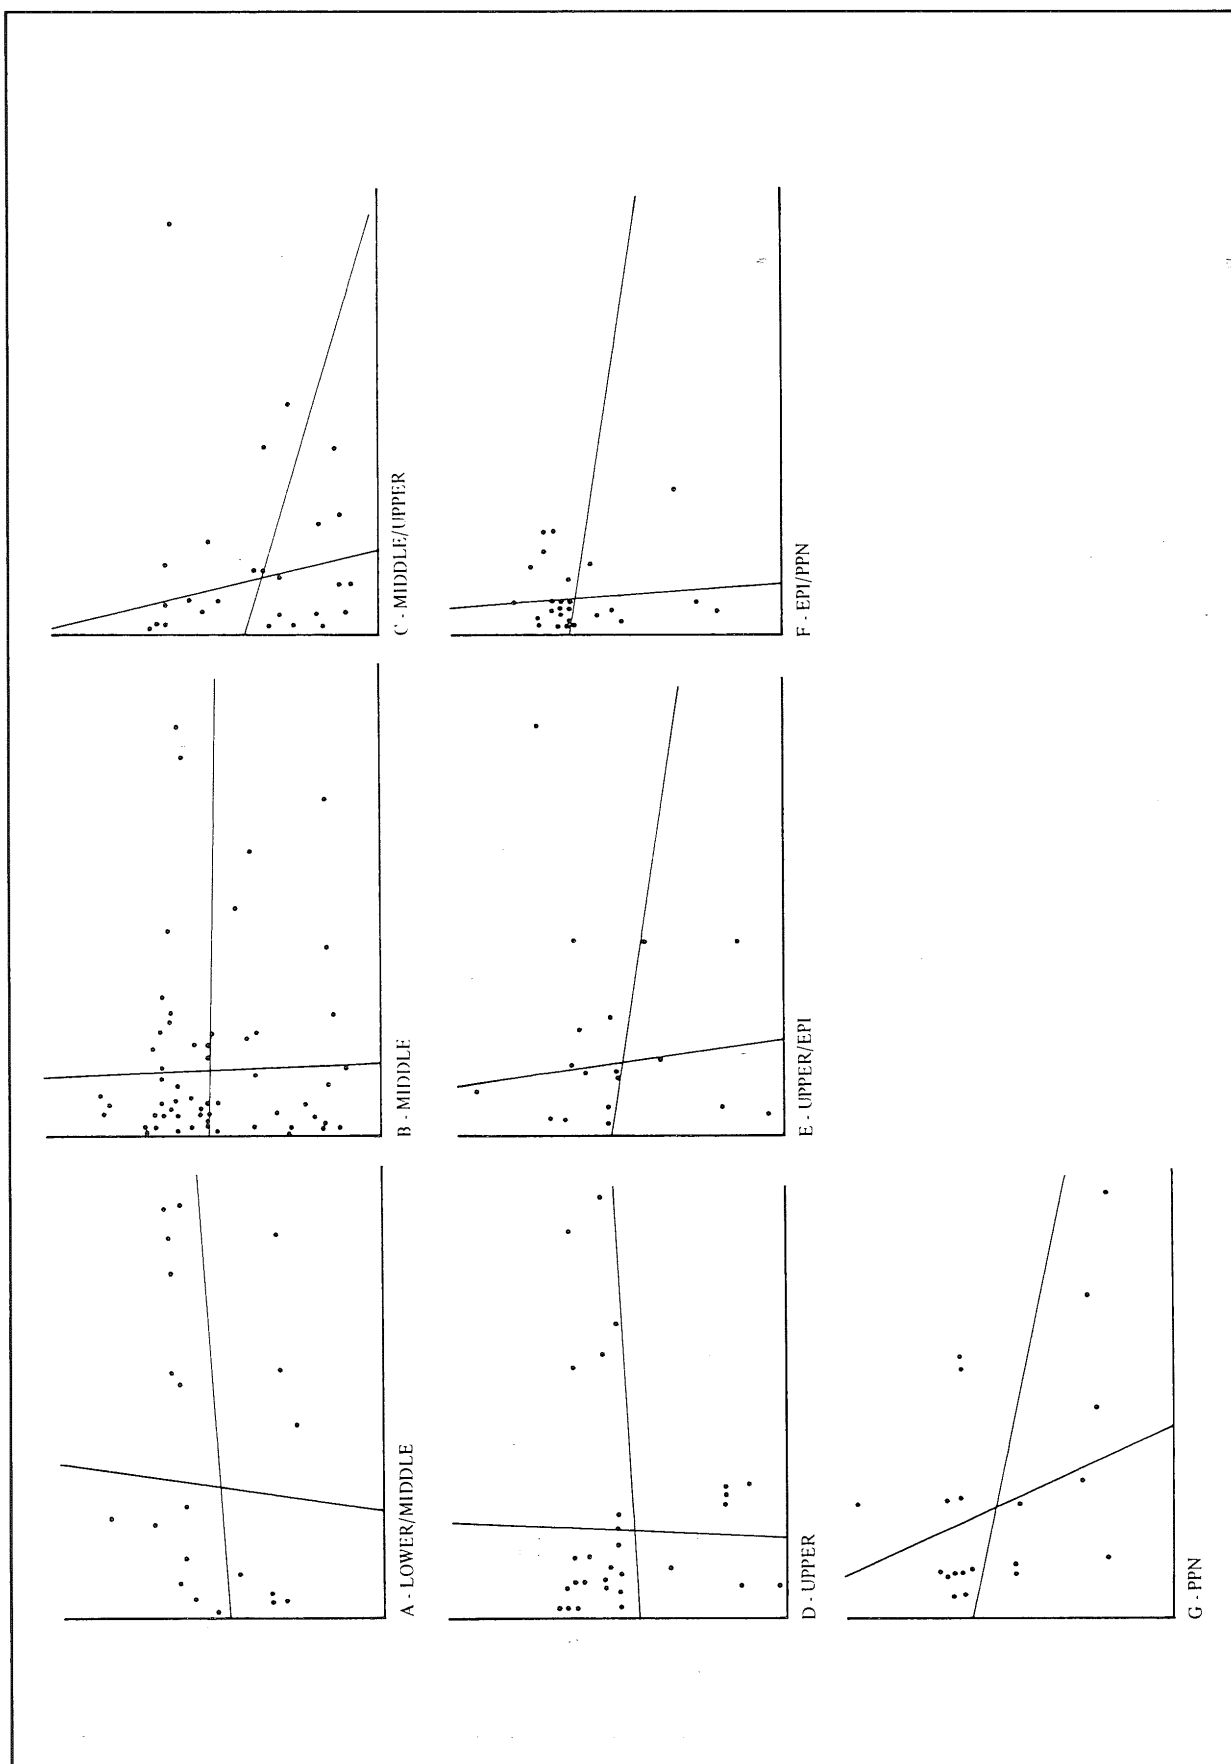 A - LOWER/MIDDLE
B - MIDDLE
C - MIDDLE/UPPER
D - UPPER
E - UPPER/EPI
F - EPI/PPN
G - PPN